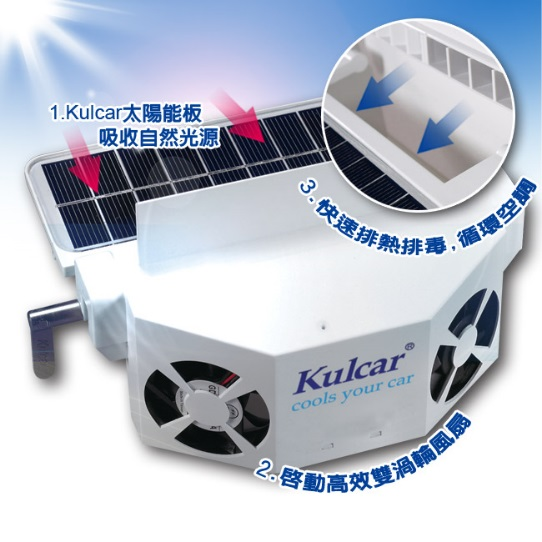 1.Kulcar太陽能板
吸收自然光源
3.快速排熱排毒,循環空調
Kulcar®
cools your car
2.啓動高效雙渦輪風扇